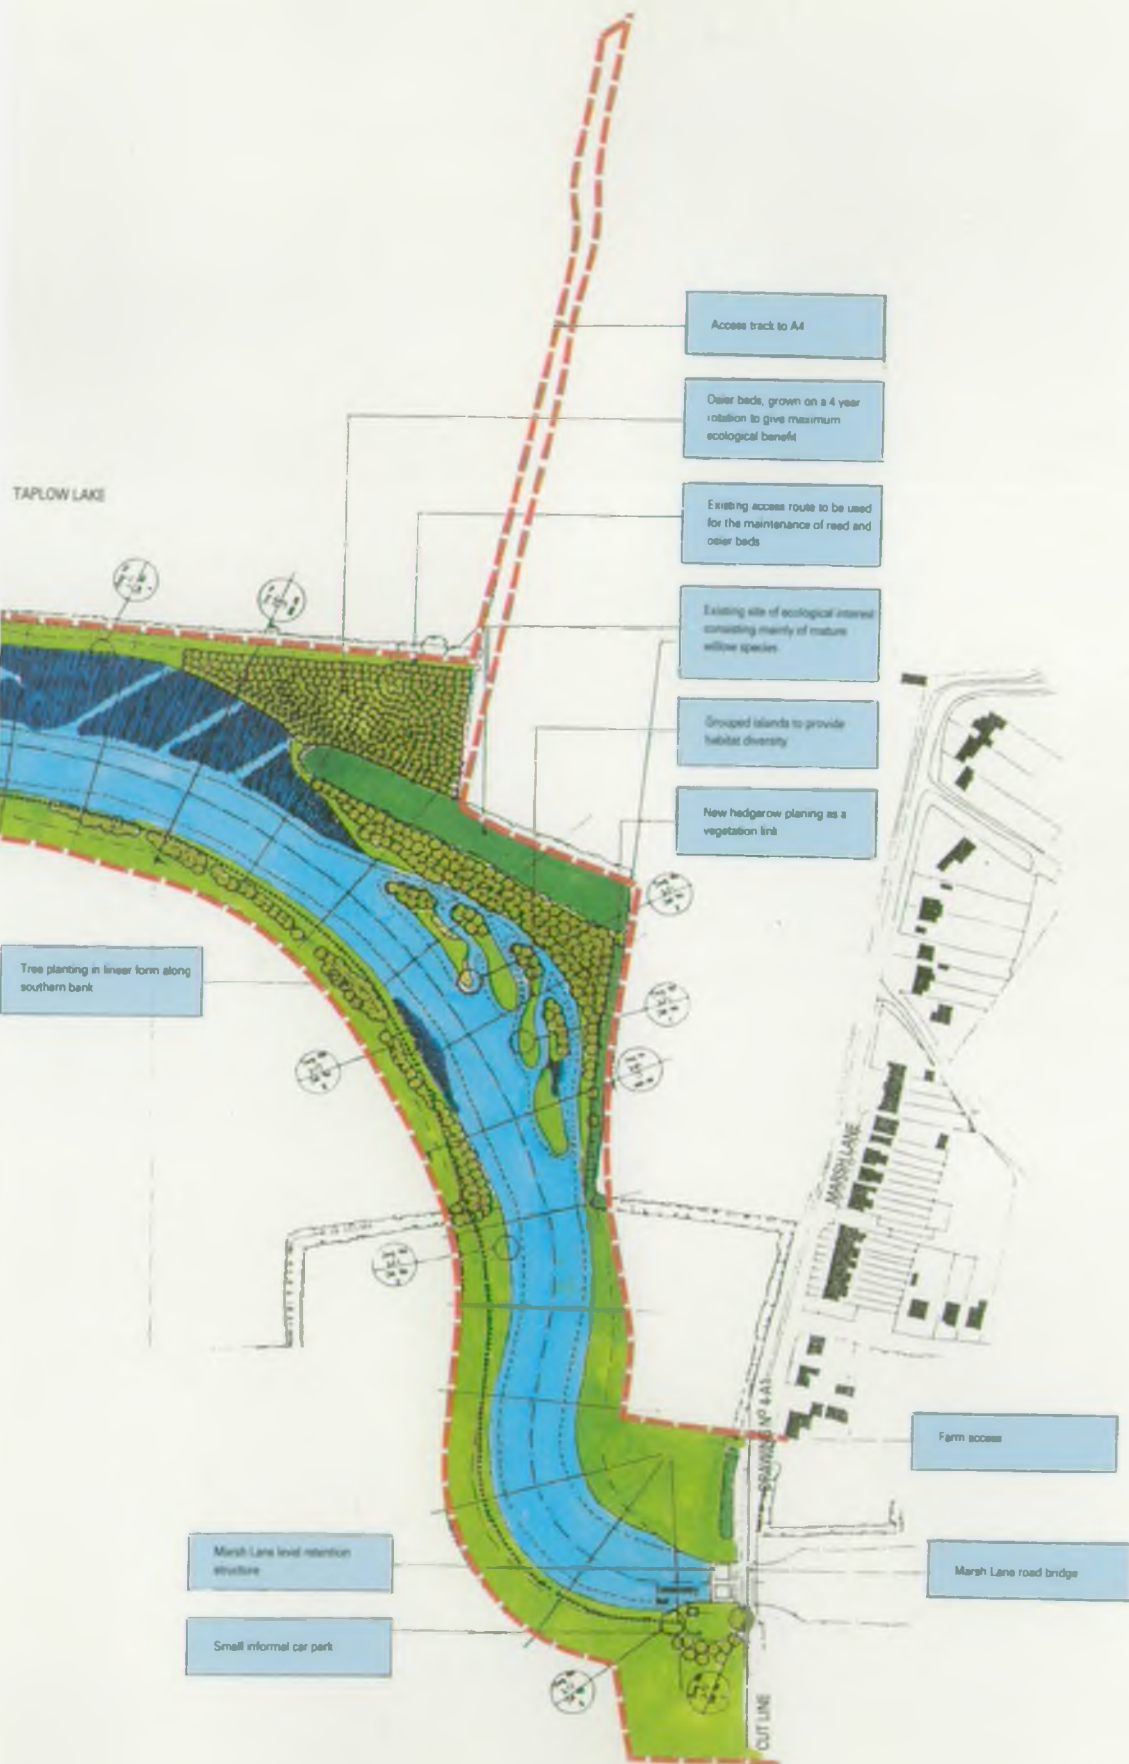 Access track to A4
Osier beds, grown on a 4 year
rotation to give maximum
ecological benefit
TAPLOW LAKE
Existing access route to be used
for the maintenance of reed and
osier beds
Existing site of ecological interest
consisting mainly of mature
willow species
Grouped islands to provide
habitat diversity
New hedgerow planing as a
vegetation link
Tree planting in linear form along
southern bank
MARSH LANE
DRAWING Nº 4 A1
Farm access
Marsh Lane level retention
structure
Marsh Lane road bridge
Small informal car park
CUT LINE